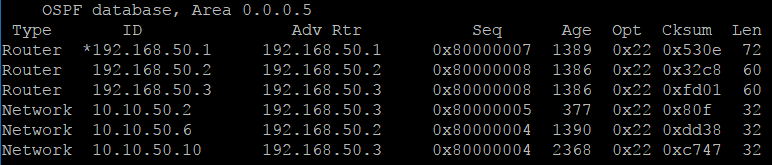 OSPF database, Area 0.0.0.5
Type ID Adv Rtr Seq Age Opt Cksum Len
Router *192.168.50.1 192.168.50.1 0x80000007 1389 0x22 0x530e 72
Router 192.168.50.2 192.168.50.2 0x80000008 1386 0x22 0x32c8 60
Router 192.168.50.3 192.168.50.3 0x80000008 1386 0x22 0xfd01 60
Network 10.10.50.2 192.168.50.3 0x80000005 377 0x22 0x80f 32
Network 10.10.50.6 192.168.50.2 0x80000004 1390 0x22 0xdd38 32
Network 10.10.50.10 192.168.50.3 0x80000004 2368 0x22 0xc747 32